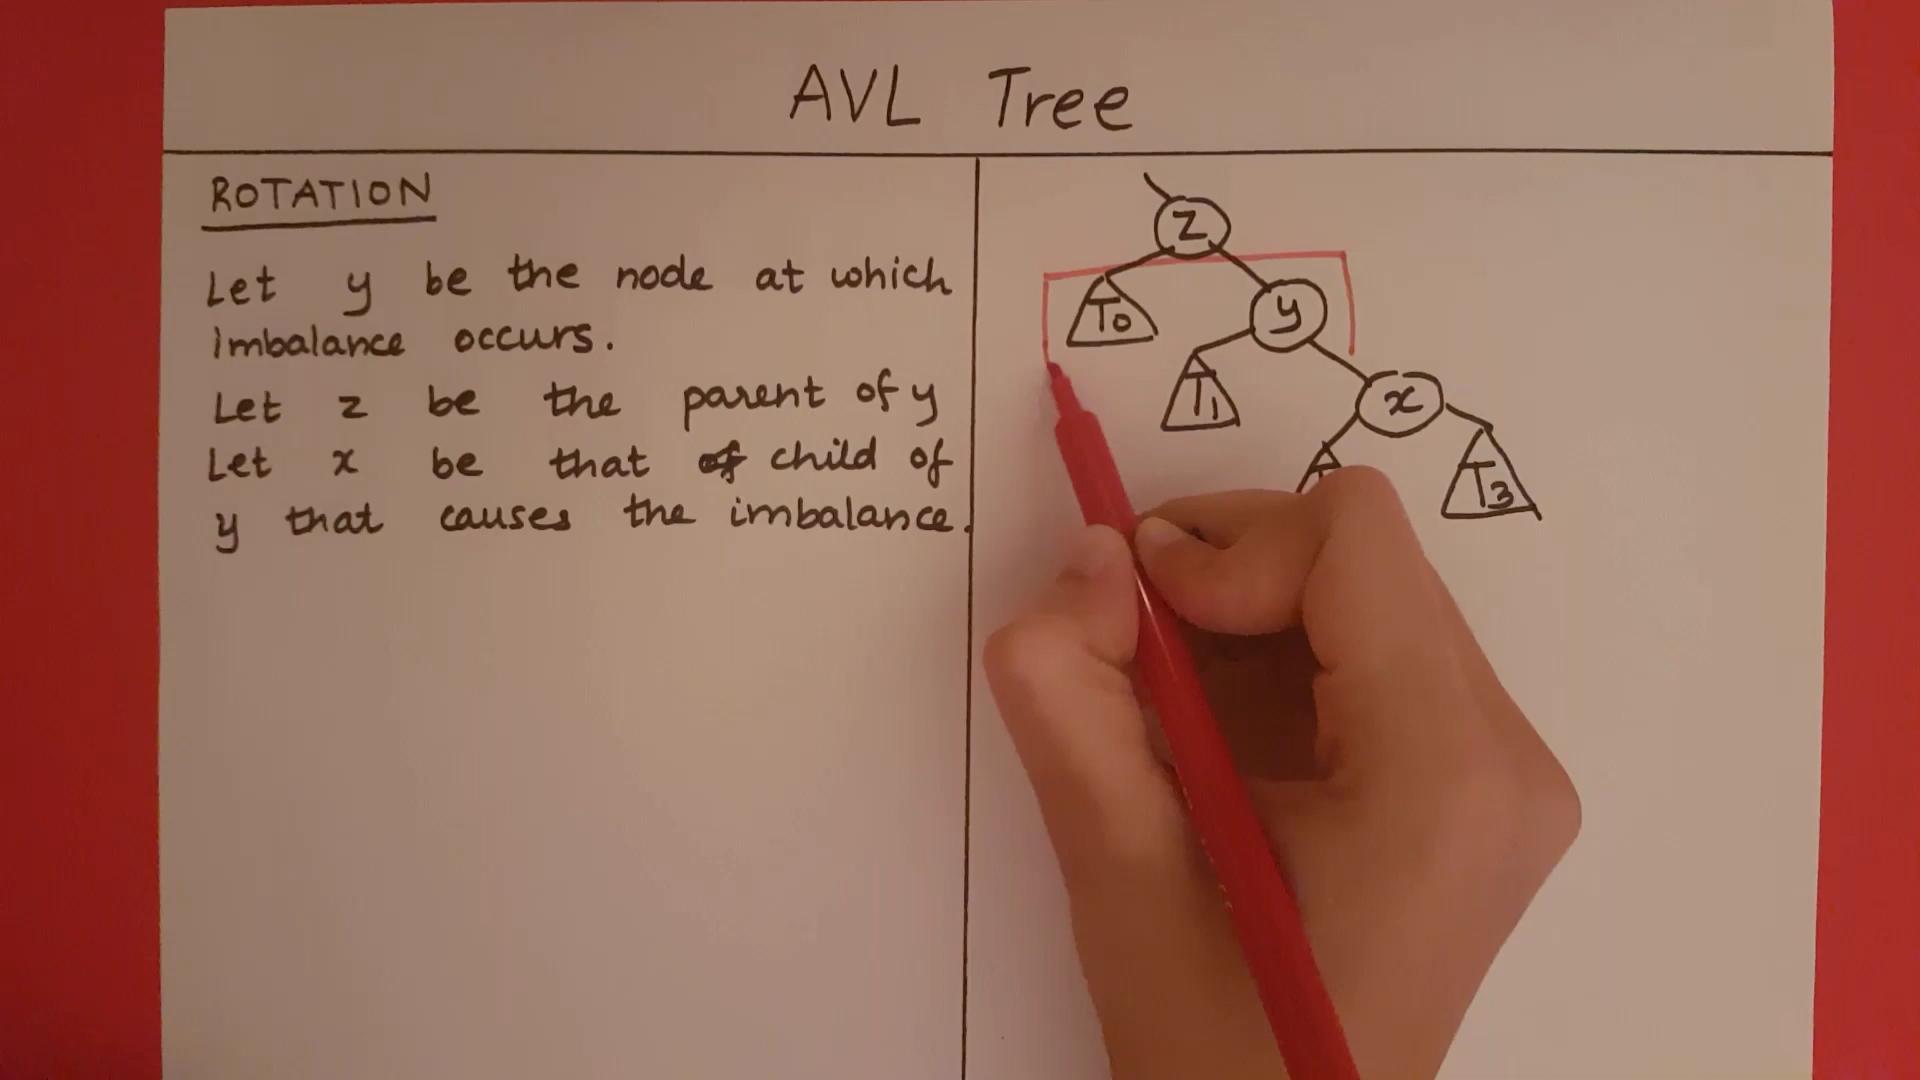 AVL Tree
ROTATION
Let y be the node at which
imbalance occurs.
Let z be the parent of y
Let x be that child of
y that causes the imbalance.
Z
T0
y
T1
x
T3